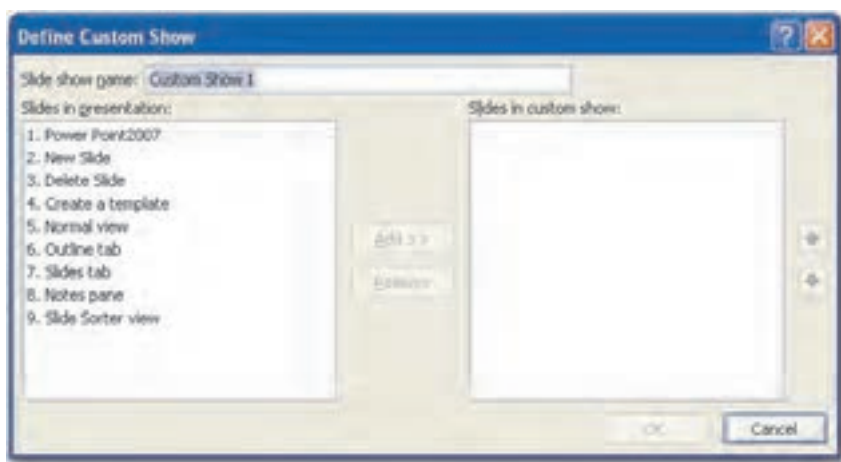 Define Custom Show
Slide show name: Custom Show 1
Slides in presentation:
Slides in custom show:
1. Power Point2007
2. New Slide
3. Delete Slide
4. Create a template
5. Normal view
6. Outline tab
7. Slides tab
8. Notes pane
9. Slide Sorter view
Add >>
Remove
OK
Cancel